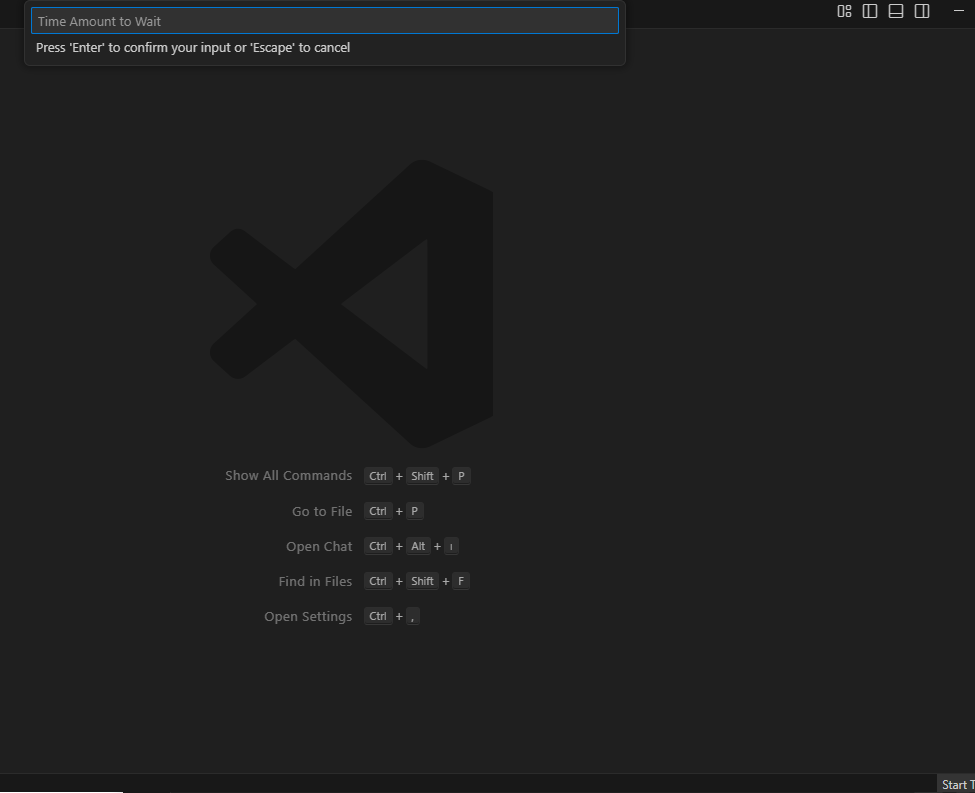 Time Amount to Wait
Press 'Enter' to confirm your input or 'Escape' to cancel
Show All Commands Ctrl + Shift + P
Go to File Ctrl + P
Open Chat Ctrl + Alt + ı
Find in Files Ctrl + Shift + F
Open Settings Ctrl + ,
Start T